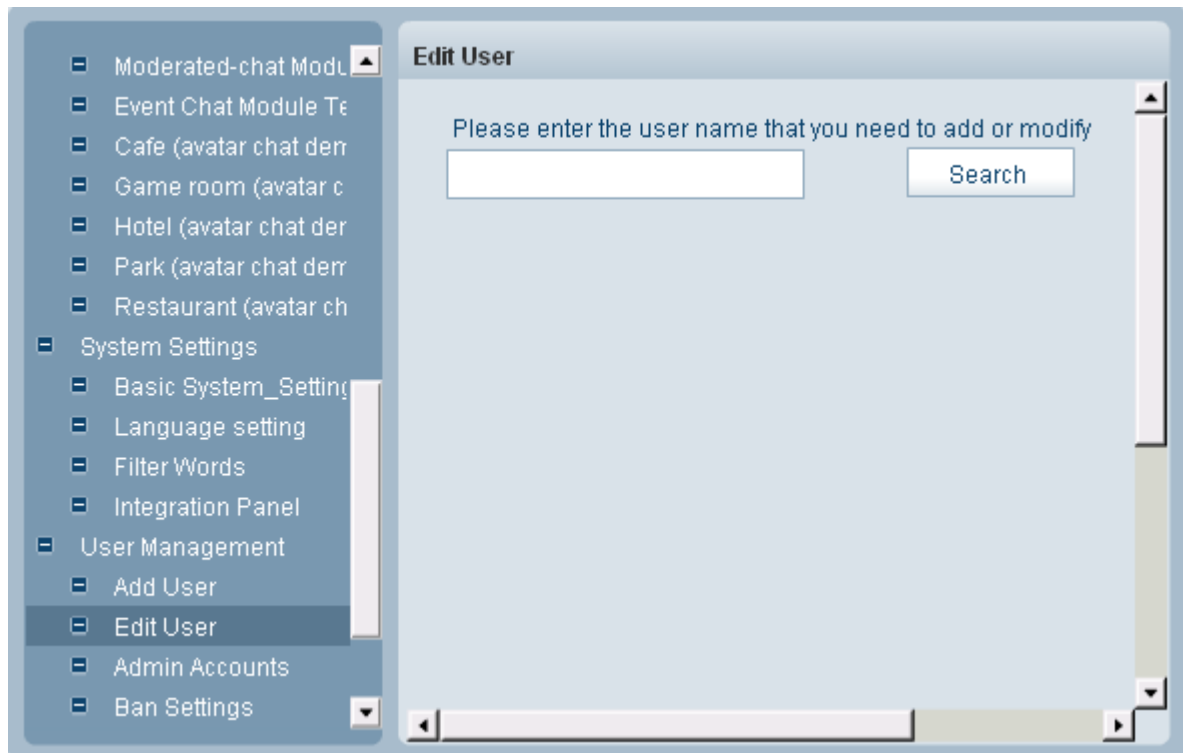 Moderated-chat Modu
Event Chat Module Te
Cafe (avatar chat dem
Game room (avatar c
Hotel (avatar chat der
Park (avatar chat dem
Restaurant (avatar ch
System Settings
Basic System_Setting
Language setting
Filter Words
Integration Panel
User Management
Add User
Edit User
Admin Accounts
Ban Settings
Edit User
Please enter the user name that you need to add or modify
Search